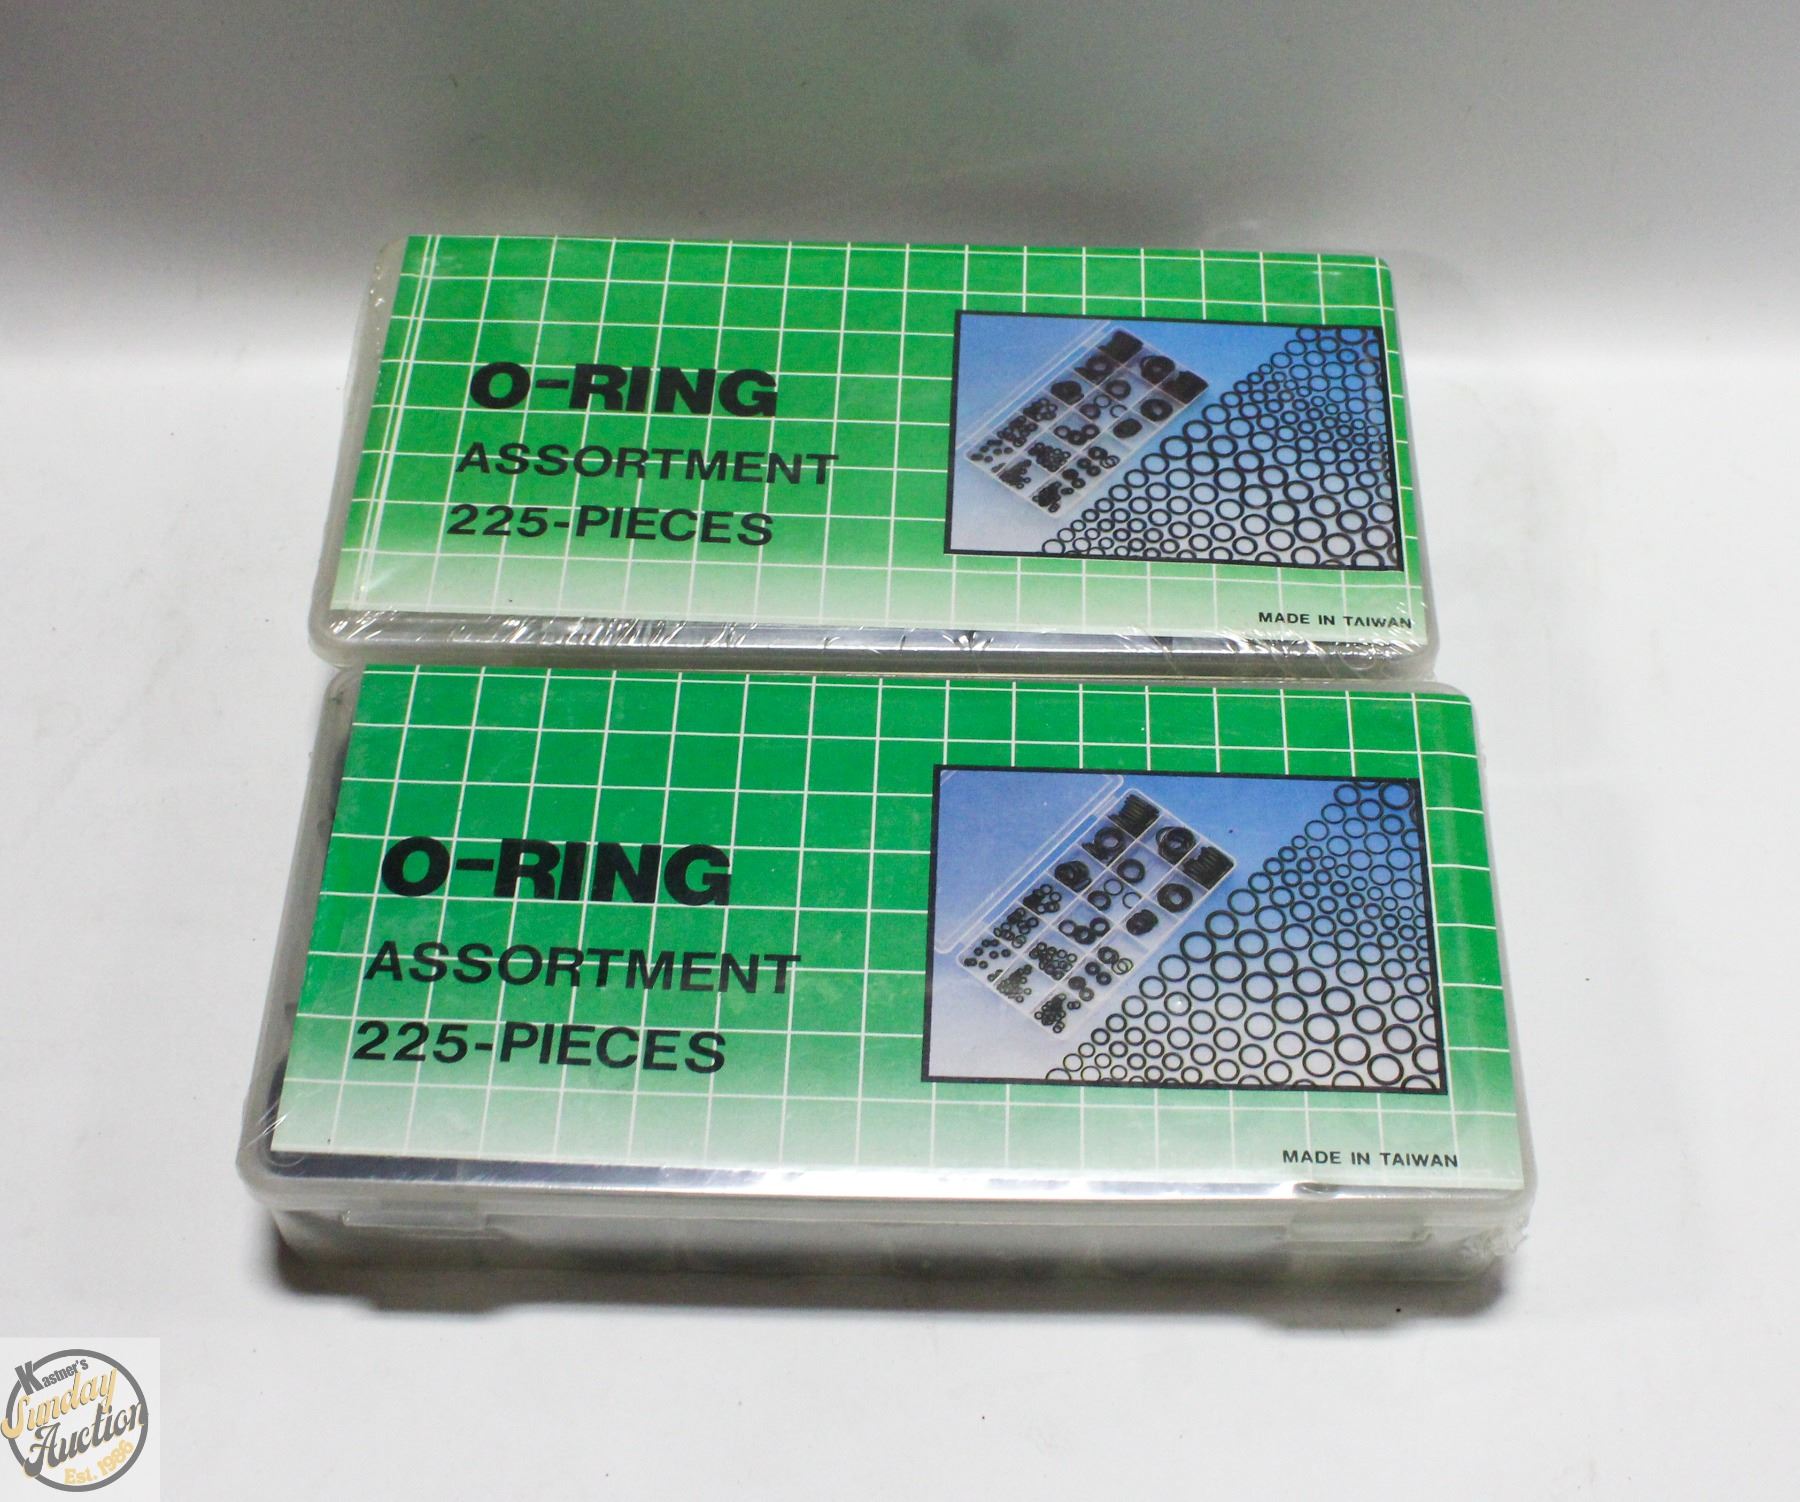 O-RING
ASSORTMENT
225-PIECES
MADE IN TAIWAN
O-RING
ASSORTMENT
225-PIECES
MADE IN TAIWAN
Kastner's
Sunday
Auction
Est. 1986